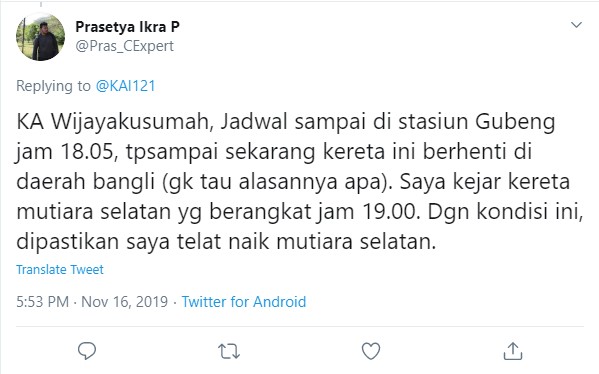 Prasetya Ikra P
@Pras_CExpert
Replying to @KAI121
KA Wijayakusumah, Jadwal sampai di stasiun Gubeng
jam 18.05, tpsampai sekarang kereta ini berhenti di
daerah bangli (gk tau alasannya apa). Saya kejar kereta
mutiara selatan yg berangkat jam 19.00. Dgn kondisi ini,
dipastikan saya telat naik mutiara selatan.
Translate Tweet
5:53 PM · Nov 16, 2019 · Twitter for Android